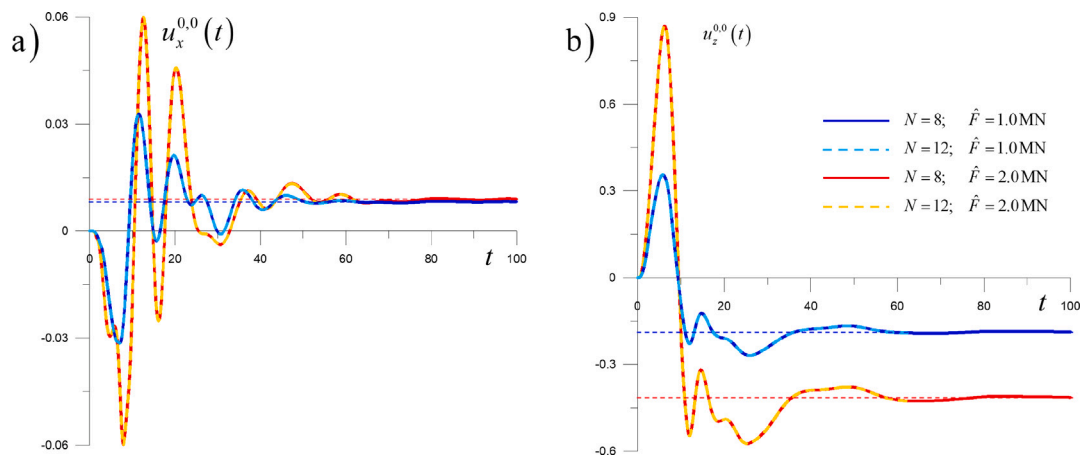 a)
u_x^{0,0}(t)
0.06
0.03
0
-0.03
-0.06
0
20
40
60
80
100
t
b)
u_z^{0,0}(t)
0.9
0.6
0.3
0
-0.3
-0.6
0
20
40
60
80
100
t
N = 8; F̂ = 1.0 MN
N = 12; F̂ = 1.0 MN
N = 8; F̂ = 2.0 MN
N = 12; F̂ = 2.0 MN